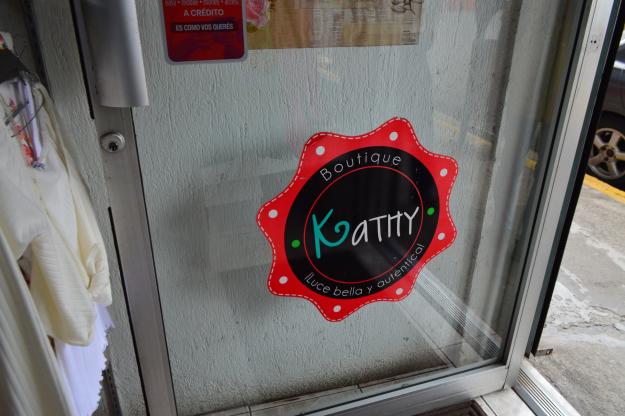 A CRÉDITO
ES COMO VOS QUERÉS
Boutique
Kathy
¡Luce bella y auténtica!